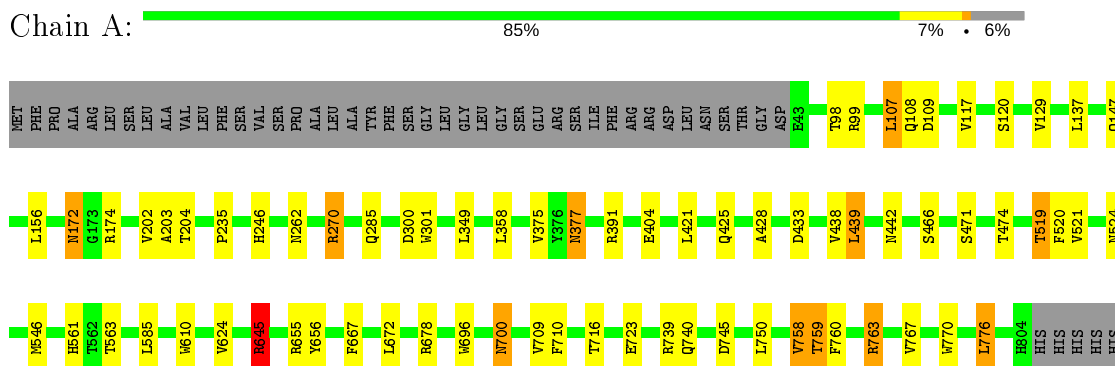 Chain A:
85% 7% • 6%
MET PHE PRO ALA ARG LEU SER LEU ALA VAL LEU PHE SER VAL SER PRO ALA LEU ALA TYR PHE SER GLY LEU GLY LEU GLY SER GLU ARG SER ILE PHE ARG ARG ASP LEU ASN SER THR GLY ASP E43 T98 R99 L107 Q108 D109 V117 S120 V129 L137
L156 N172 G173 R174 V202 A203 T204 P235 H246 N262 R270 Q285 D300 W301 L349 L358 V375 Y376 N377 R391 E404 L421 Q425 A428 D433 V438 L439 N442 S466 S471 T474 T519 F520 V521
M546 H561 T562 T563 L585 W610 V624 R645 R655 Y656 F667 L672 R678 W696 N700 V709 F710 T716 E723 R739 Q740 D745 L750 V758 T759 F760 R763 V767 W770 L776 H804 HIS HIS HIS HIS HIS